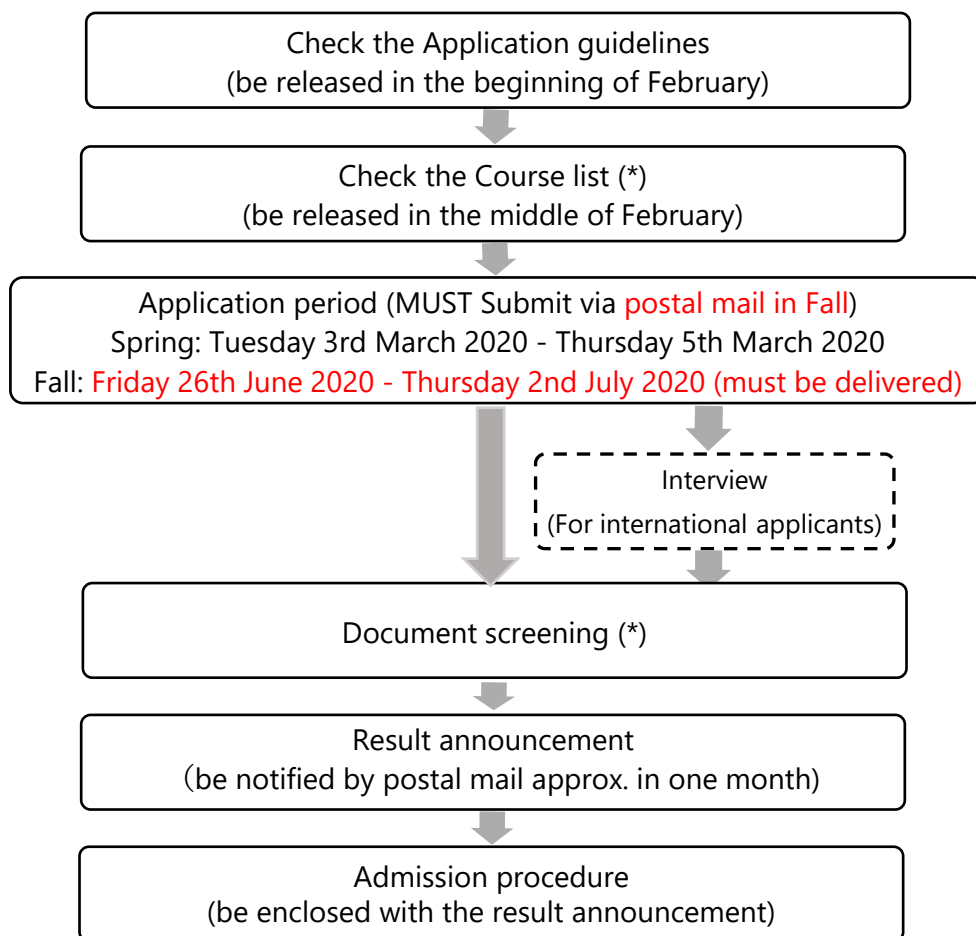 Check the Application guidelines
(be released in the beginning of February)
Check the Course list (*)
(be released in the middle of February)
Application period (MUST Submit via postal mail in Fall)
Spring: Tuesday 3rd March 2020 - Thursday 5th March 2020
Fall: Friday 26th June 2020 - Thursday 2nd July 2020 (must be delivered)
Interview
(For international applicants)
Document screening (*)
Result announcement
（be notified by postal mail approx. in one month)
Admission procedure
(be enclosed with the result announcement)